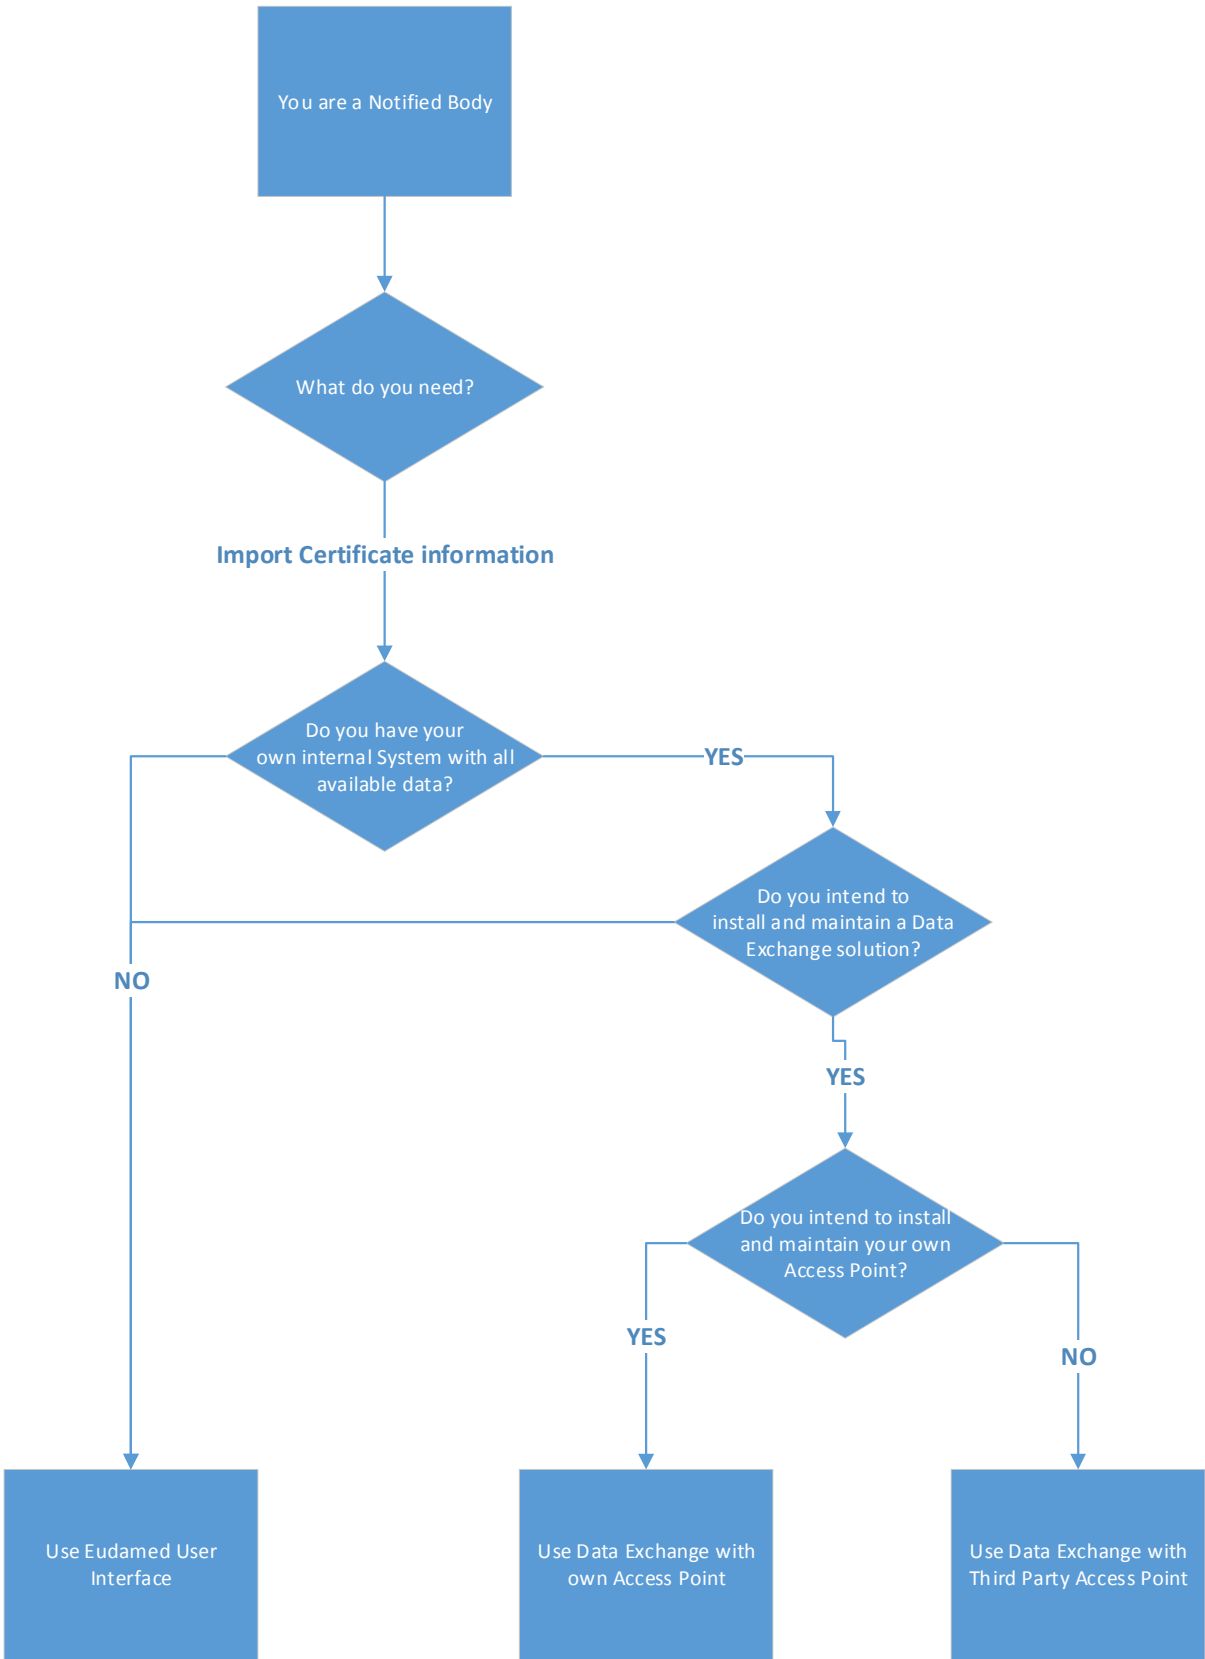 You are a Notified Body
What do you need?
Import Certificate information
Do you have your
own internal System with all
available data?
YES
Do you intend to
install and maintain a Data
Exchange solution?
NO
YES
Do you intend to install
and maintain your own
Access Point?
YES
NO
Use Eudamed User
Interface
Use Data Exchange with
own Access Point
Use Data Exchange with
Third Party Access Point